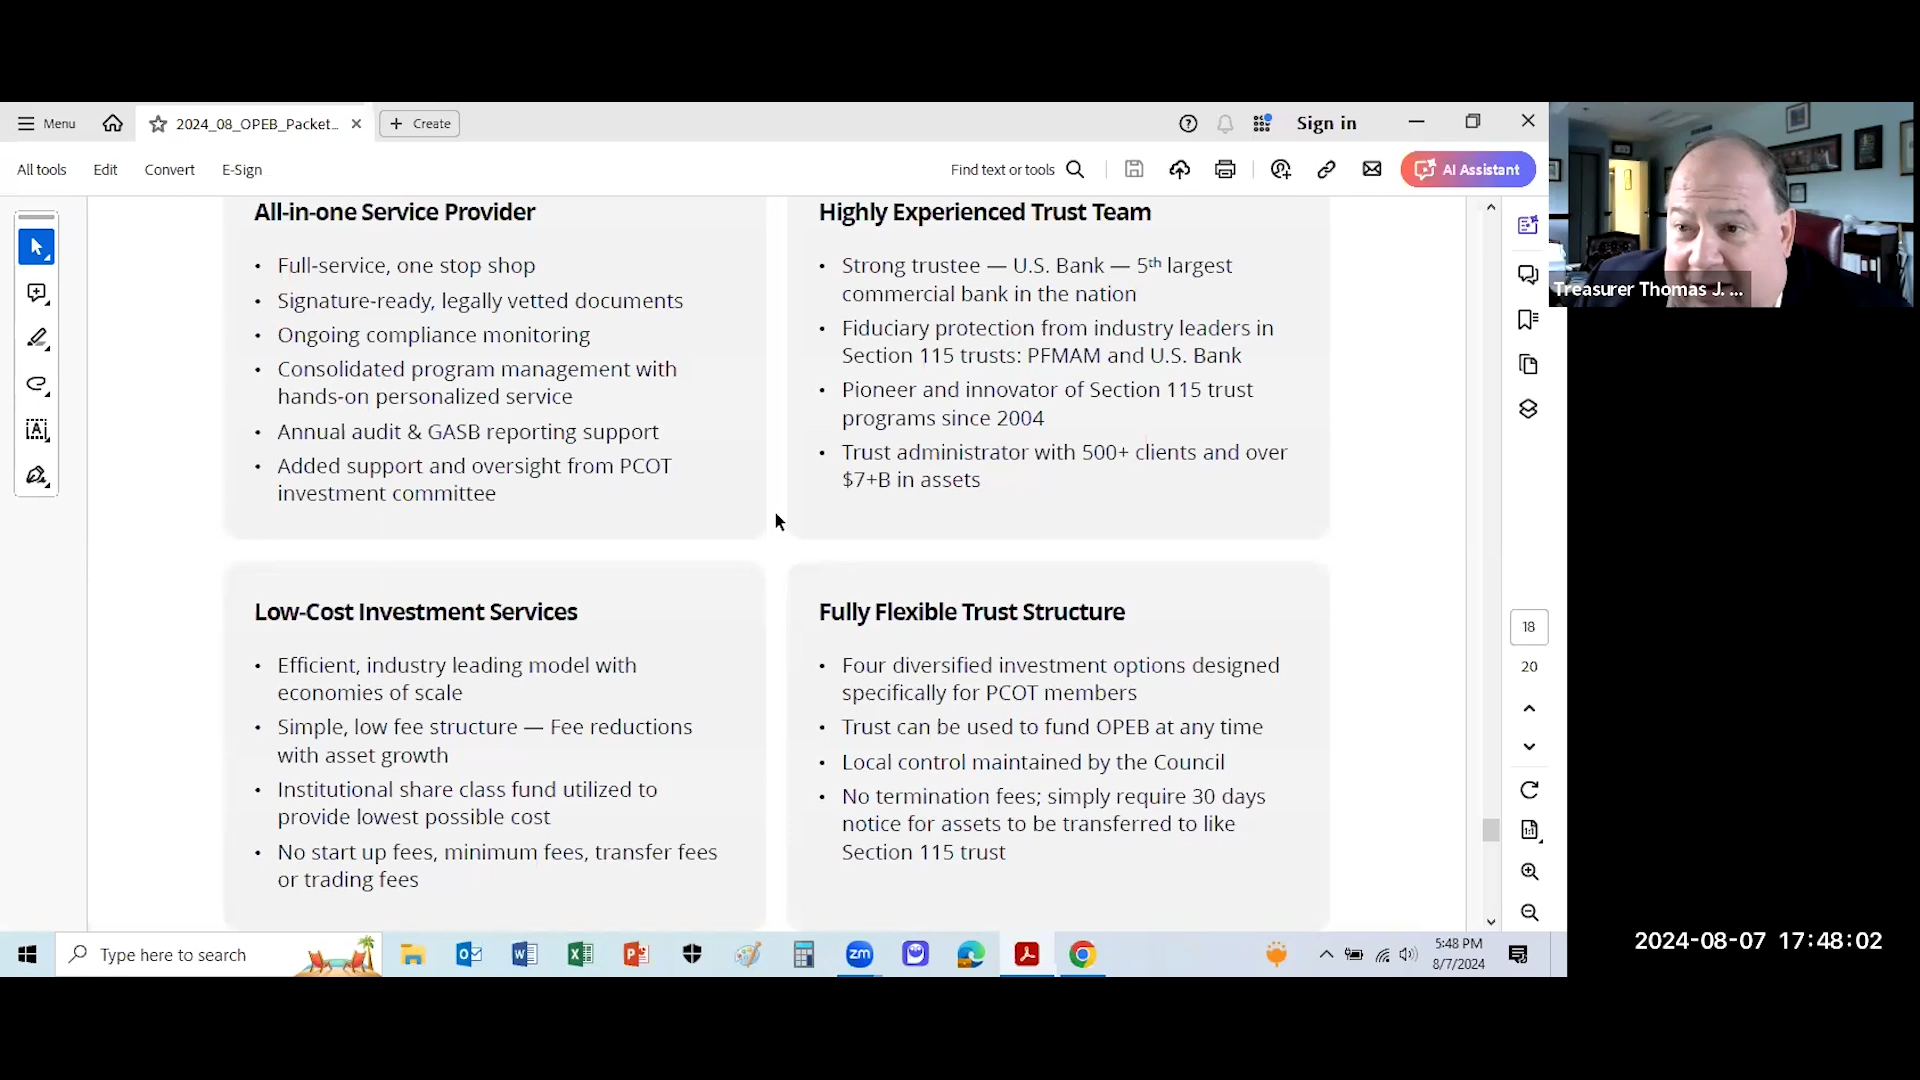 Menu
2024_08_OPEB_Packet...
Create
Sign in
All tools
Edit
Convert
E-Sign
Find text or tools
AI Assistant
Treasurer Thomas J. ...
All-in-one Service Provider
• Full-service, one stop shop
• Signature-ready, legally vetted documents
• Ongoing compliance monitoring
• Consolidated program management with
hands-on personalized service
• Annual audit & GASB reporting support
• Added support and oversight from PCOT
investment committee
Highly Experienced Trust Team
• Strong trustee — U.S. Bank — 5th largest
commercial bank in the nation
• Fiduciary protection from industry leaders in
Section 115 trusts: PFMAM and U.S. Bank
• Pioneer and innovator of Section 115 trust
programs since 2004
• Trust administrator with 500+ clients and over
$7+B in assets
Low-Cost Investment Services
• Efficient, industry leading model with
economies of scale
• Simple, low fee structure — Fee reductions
with asset growth
• Institutional share class fund utilized to
provide lowest possible cost
• No start up fees, minimum fees, transfer fees
or trading fees
Fully Flexible Trust Structure
• Four diversified investment options designed
specifically for PCOT members
• Trust can be used to fund OPEB at any time
• Local control maintained by the Council
• No termination fees; simply require 30 days
notice for assets to be transferred to like
Section 115 trust
18
20
1:1
Type here to search
zm
5:48 PM
8/7/2024
2024-08-07 17:48:02